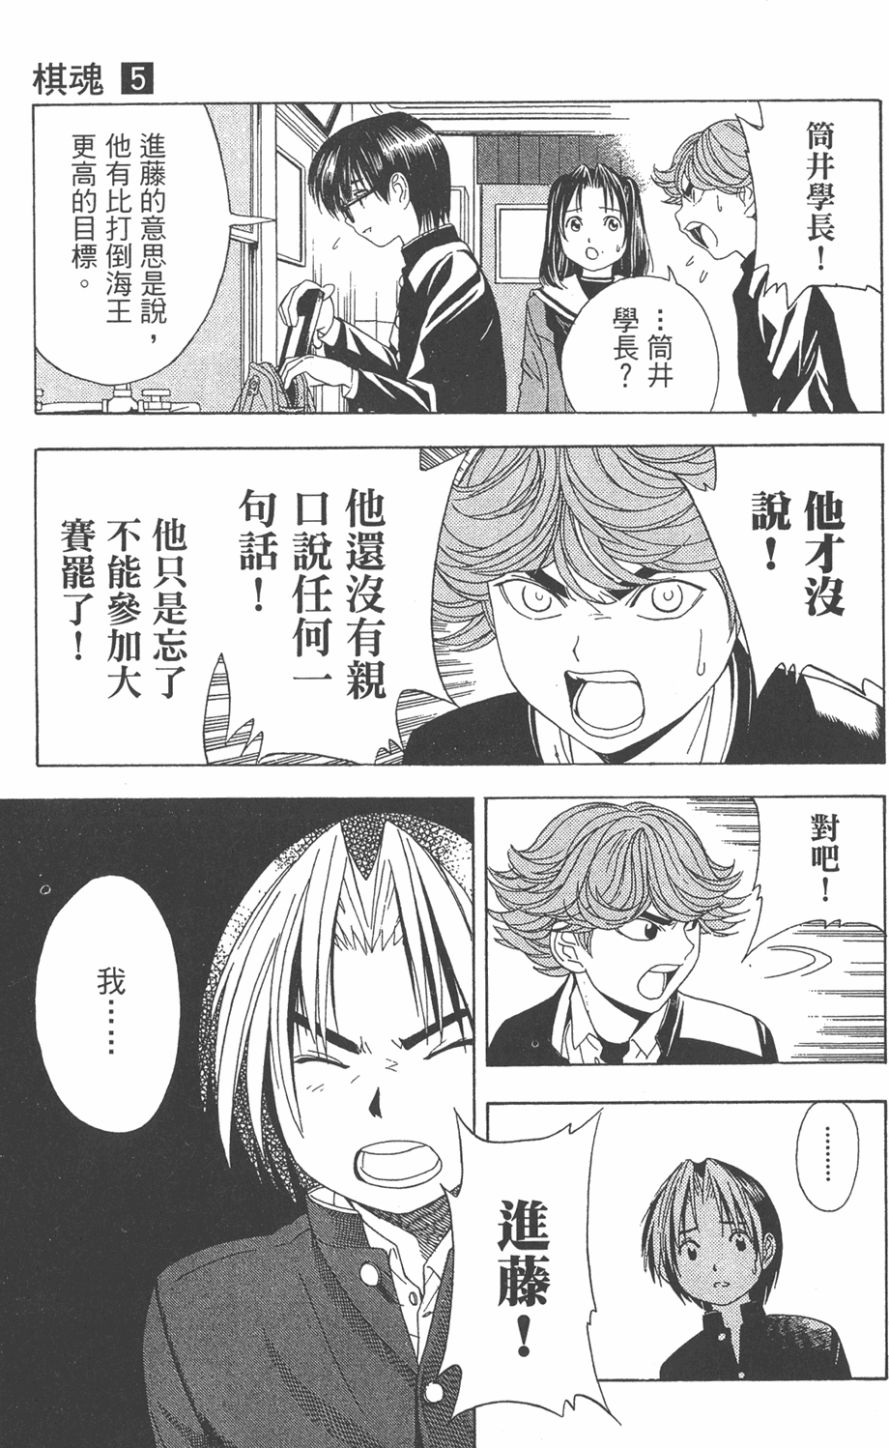 棋魂 5
筒井學長！
…筒井
學長？
進藤的意思是說，
他有比打倒海王
更高的目標。
他才沒
說！
他還沒有親
口說任何一
句話！
他只是忘了
不能參加大
賽罷了！
對吧！
………
進藤！
我……